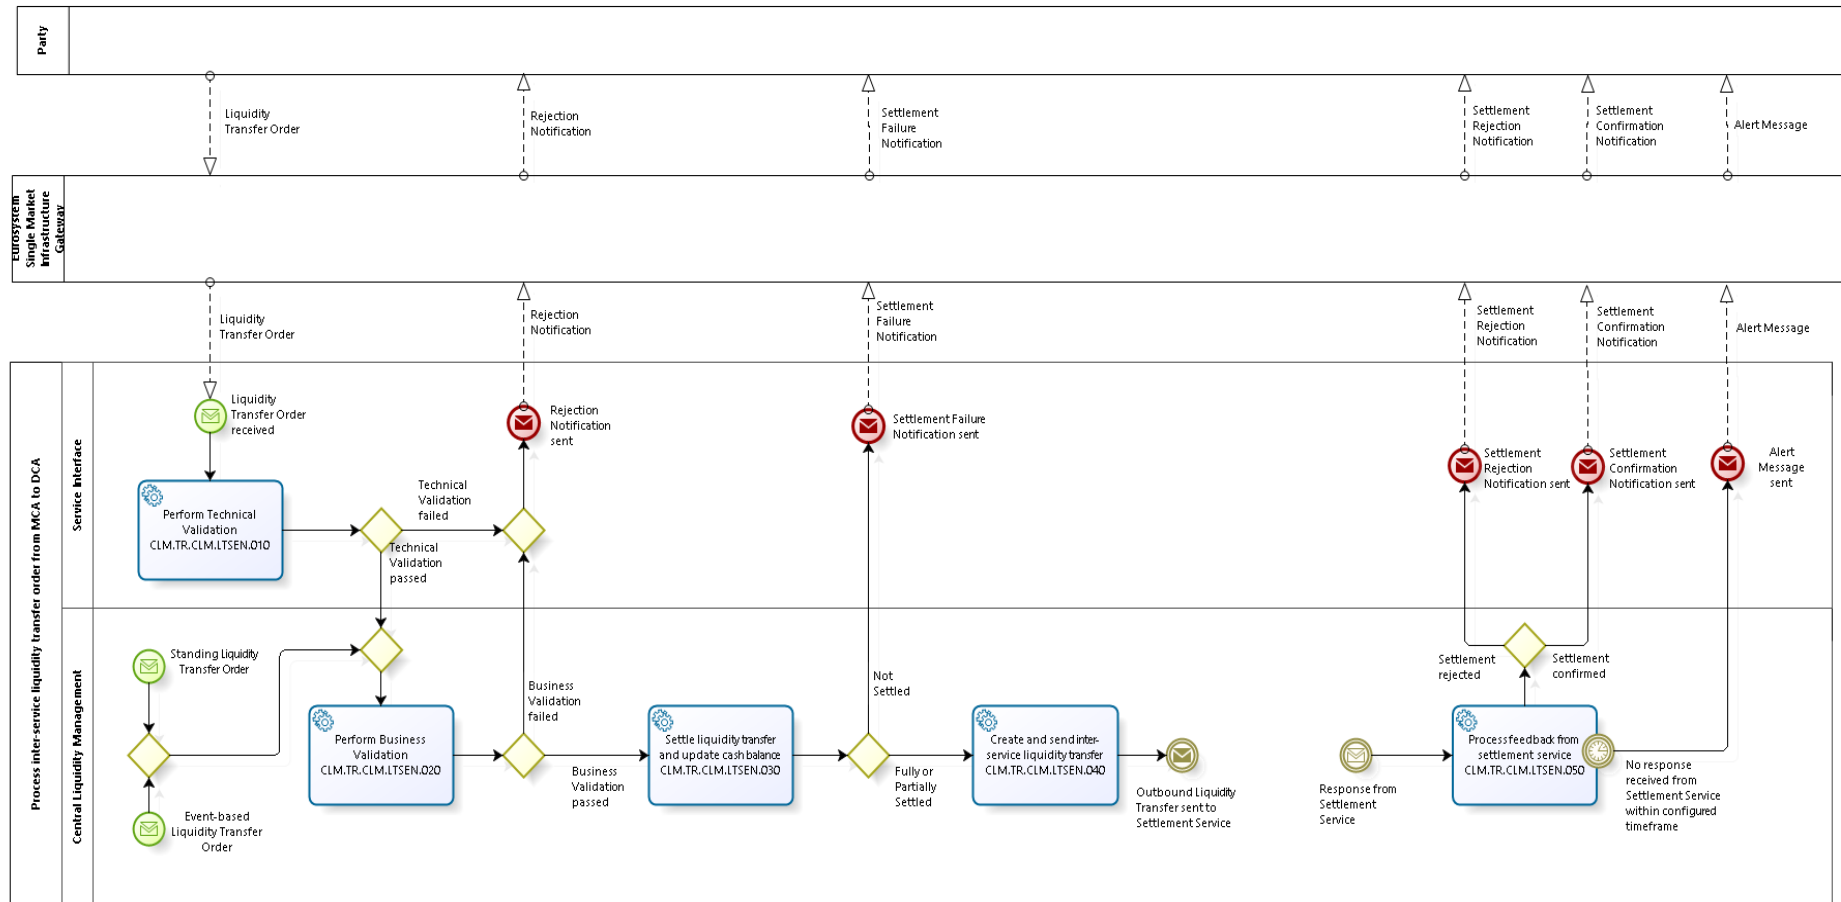 Party
Liquidity
Transfer Order
Rejection
Notification
Settlement
Failure
Notification
Settlement
Rejection
Notification
Settlement
Confirmation
Notification
Alert Message
Eurosystem
Single Market
Infrastructure
Gateway
Liquidity
Transfer Order
Rejection
Notification
Settlement
Failure
Notification
Settlement
Rejection
Notification
Settlement
Confirmation
Notification
Alert Message
Process inter-service liquidity transfer order from MCA to DCA
Service Interface
Liquidity
Transfer Order
received
Rejection
Notification
sent
Settlement Failure
Notification sent
Settlement
Rejection
Notification sent
Settlement
Confirmation
Notification sent
Alert
Message
sent
Perform Technical
Validation
CLM.TR.CLM.LTSEN.010
Technical
Validation
failed
Technical
Validation
passed
Central Liquidity Management
Standing Liquidity
Transfer Order
Event-based
Liquidity Transfer
Order
Perform Business
Validation
CLM.TR.CLM.LTSEN.020
Business
Validation
failed
Business
Validation
passed
Settle liquidity transfer
and update cash balance
CLM.TR.CLM.LTSEN.030
Not
Settled
Fully or
Partially
Settled
Create and send inter-
service liquidity transfer
CLM.TR.CLM.LTSEN.040
Outbound Liquidity
Transfer sent to
Settlement Service
Response from
Settlement
Service
Settlement
rejected
Settlement
confirmed
Process feedback from
settlement service
CLM.TR.CLM.LTSEN.050
No response
received from
Settlement Service
within configured
timeframe